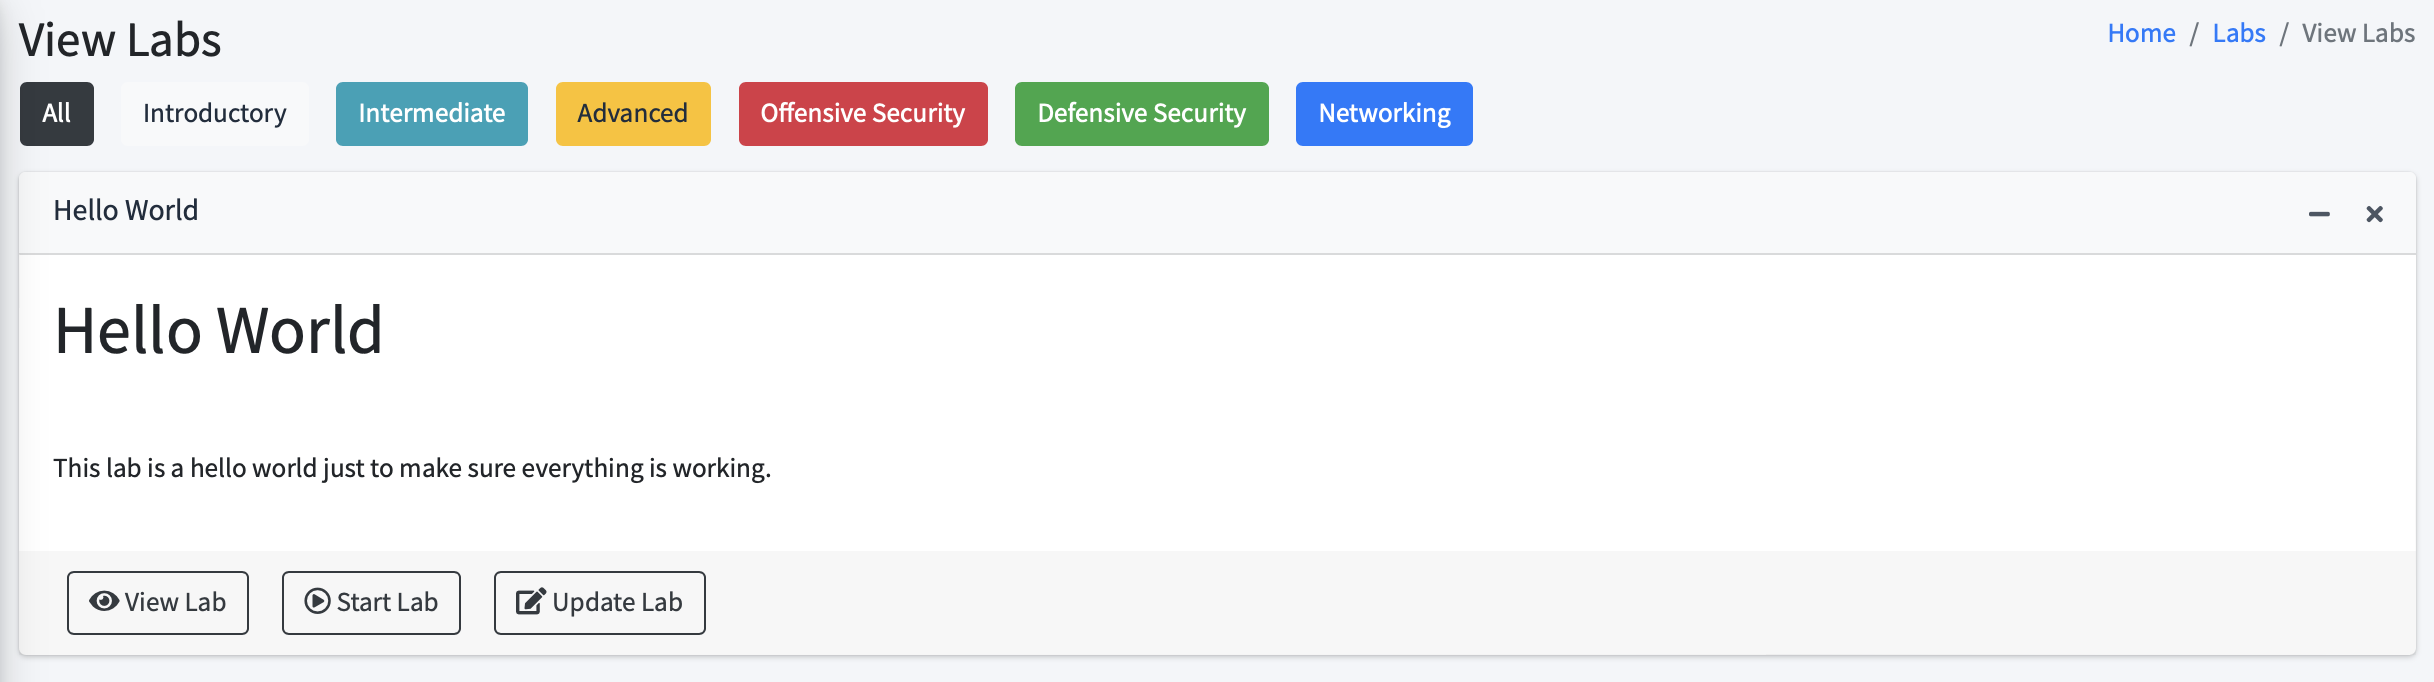 View Labs
Home / Labs / View Labs
All Introductory Intermediate Advanced Offensive Security Defensive Security Networking
Hello World
Hello World
This lab is a hello world just to make sure everything is working.
View Lab Start Lab Update Lab